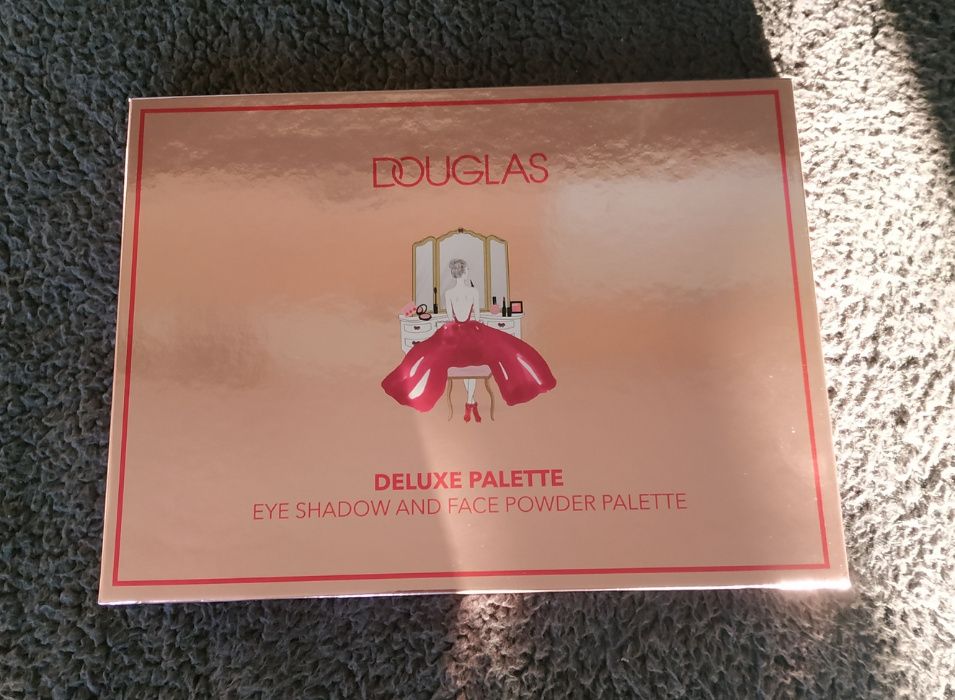 DOUGLAS
DELUXE PALETTE
EYE SHADOW AND FACE POWDER PALETTE